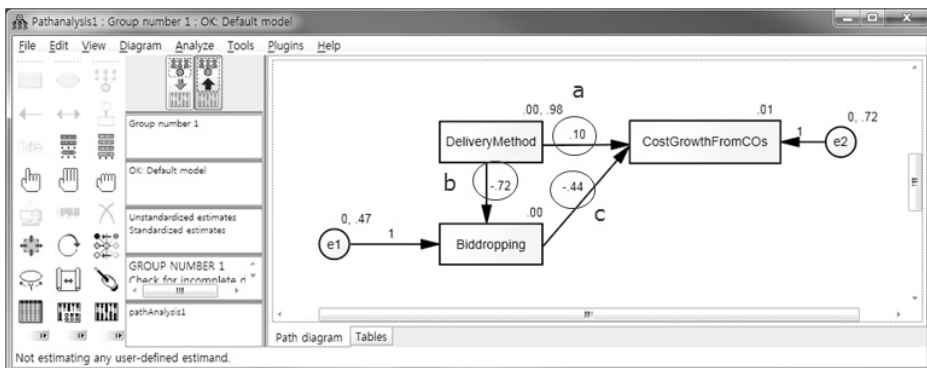 Pathanalysis1 : Group number 1 : OK: Default model
File Edit View Diagram Analyze Tools Plugins Help
Title
Group number 1
OK: Default model
Unstandardized estimates
Standardized estimates
GROUP NUMBER 1
Check for incomplete d
pathAnalysis1
a
.00, .98
.01
0, .72
DeliveryMethod
.10
CostGrowthFromCOs
1
e2
b
-.72
-.44
c
0, .47
.00
e1
1
Biddropping
Path diagram Tables
Not estimating any user-defined estimand.